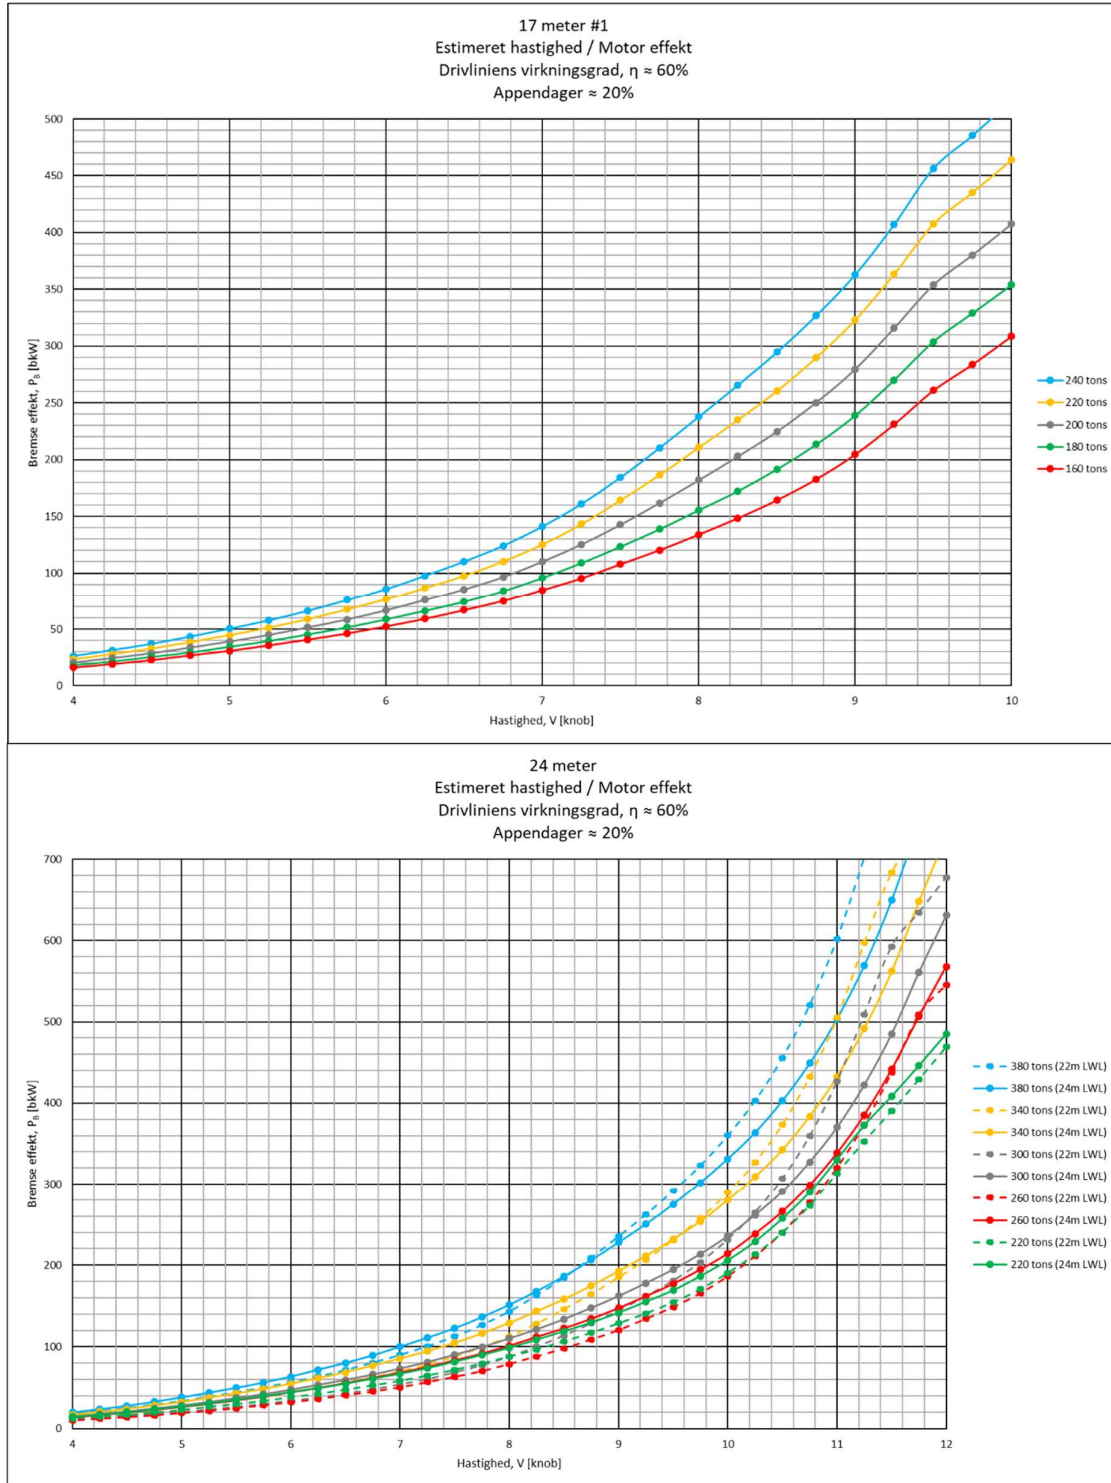 17 meter #1
Estimeret hastighed / Motor effekt
Drivliniens virkningsgrad, η ≈ 60%
Appendager ≈ 20%
500
450
400
350
300
250
200
150
100
50
0
Bremse effekt, P_B [bkW]
4 5 6 7 8 9 10
Hastighed, V [knob]
240 tons
220 tons
200 tons
180 tons
160 tons
24 meter
Estimeret hastighed / Motor effekt
Drivliniens virkningsgrad, η ≈ 60%
Appendager ≈ 20%
700
600
500
400
300
200
100
0
Bremse effekt, P_B [bkW]
4 5 6 7 8 9 10 11 12
Hastighed, V [knob]
380 tons (22m LWL)
380 tons (24m LWL)
340 tons (22m LWL)
340 tons (24m LWL)
300 tons (22m LWL)
300 tons (24m LWL)
260 tons (22m LWL)
260 tons (24m LWL)
220 tons (22m LWL)
220 tons (24m LWL)